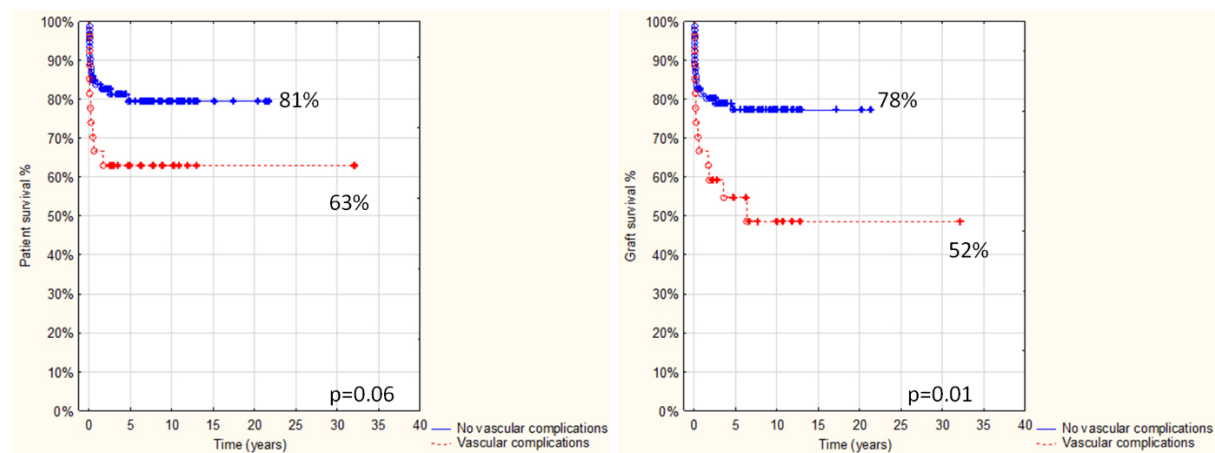 100%
90%
80%
70%
60%
50%
40%
30%
20%
10%
0%
Patient survival %
81%
63%
p=0.06
0 5 10 15 20 25 30 35 40
Time (years)
No vascular complications
Vascular complications
100%
90%
80%
70%
60%
50%
40%
30%
20%
10%
0%
Graft survival %
78%
52%
p=0.01
0 5 10 15 20 25 30 35 40
Time (years)
No vascular complications
Vascular complications